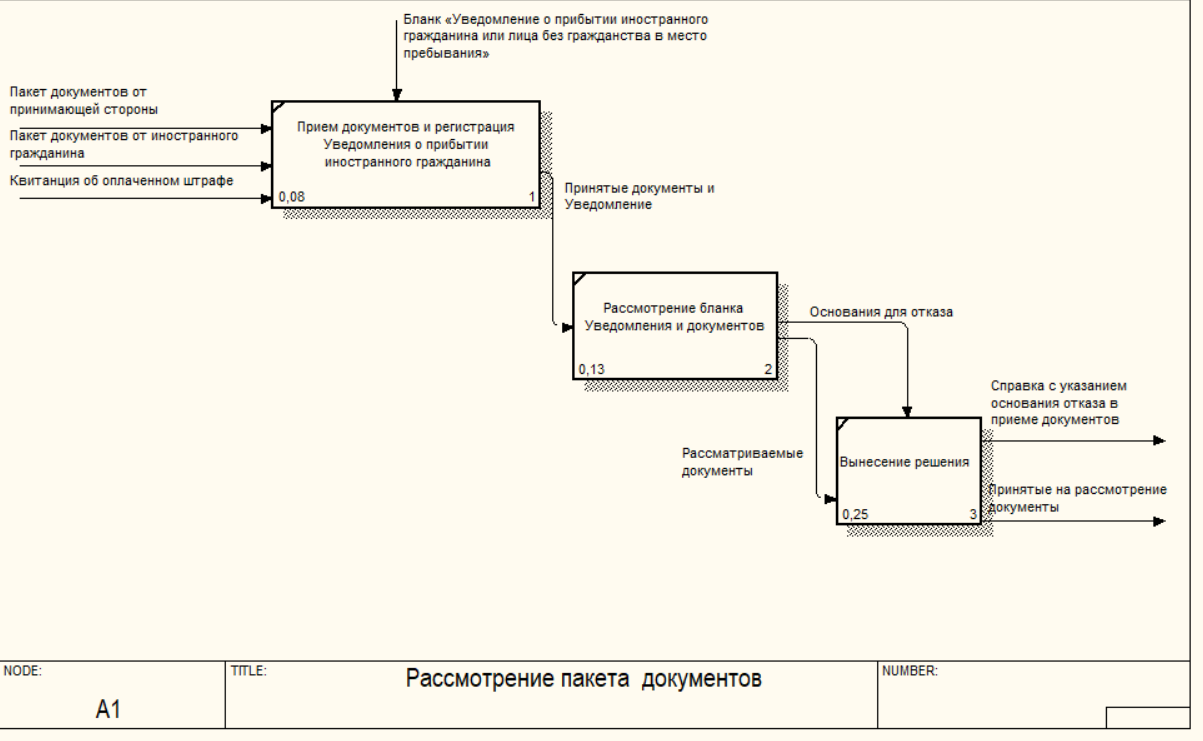 Бланк «Уведомление о прибытии иностранного
гражданина или лица без гражданства в место
пребывания»
Пакет документов от
принимающей стороны
Пакет документов от иностранного
гражданина
Квитанция об оплаченном штрафе
Прием документов и регистрация
Уведомления о прибытии
иностранного гражданина
0,08
1
Принятые документы и
Уведомление
Рассмотрение бланка
Уведомления и документов
0,13
2
Основания для отказа
Рассматриваемые
документы
Вынесение решения
0,25
3
Справка с указанием
основания отказа в
приеме документов
Принятые на рассмотрение
документы
NODE:
A1
TITLE:
Рассмотрение пакета документов
NUMBER: